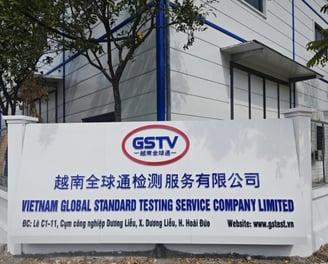 GSTV
越南全球通
越南全球通检测服务有限公司
VIETNAM GLOBAL STANDARD TESTING SERVICE COMPANY LIMITED
ĐC: Lô C1-11, Cụm công nghiệp Dương Liễu, X. Dương Liễu, H. Hoài Đức Website: www.gstest.vn